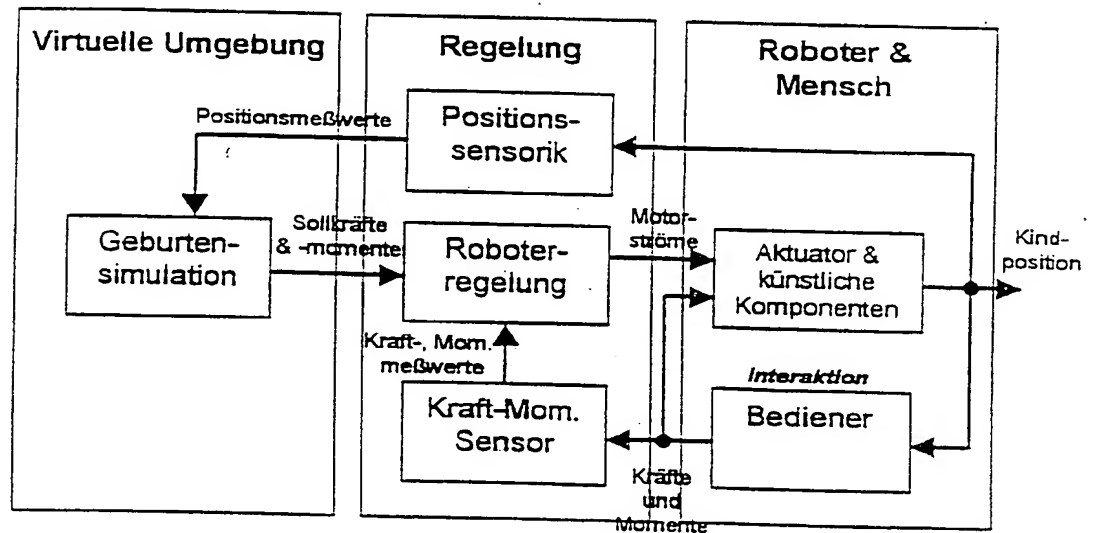 Virtuelle Umgebung
Regelung
Roboter &
Mensch
Positionsmeßwerte
Positions-
sensorik
Geburten-
simulation
Sollkräfte
& -momente
Roboter-
regelung
Motor-
ströme
Aktuator &
künstliche
Komponenten
Kind-
position
Kraft-, Mom.
meßwerte
Kraft-Mom.
Sensor
Interaktion
Bediener
Kräfte
und
Momente